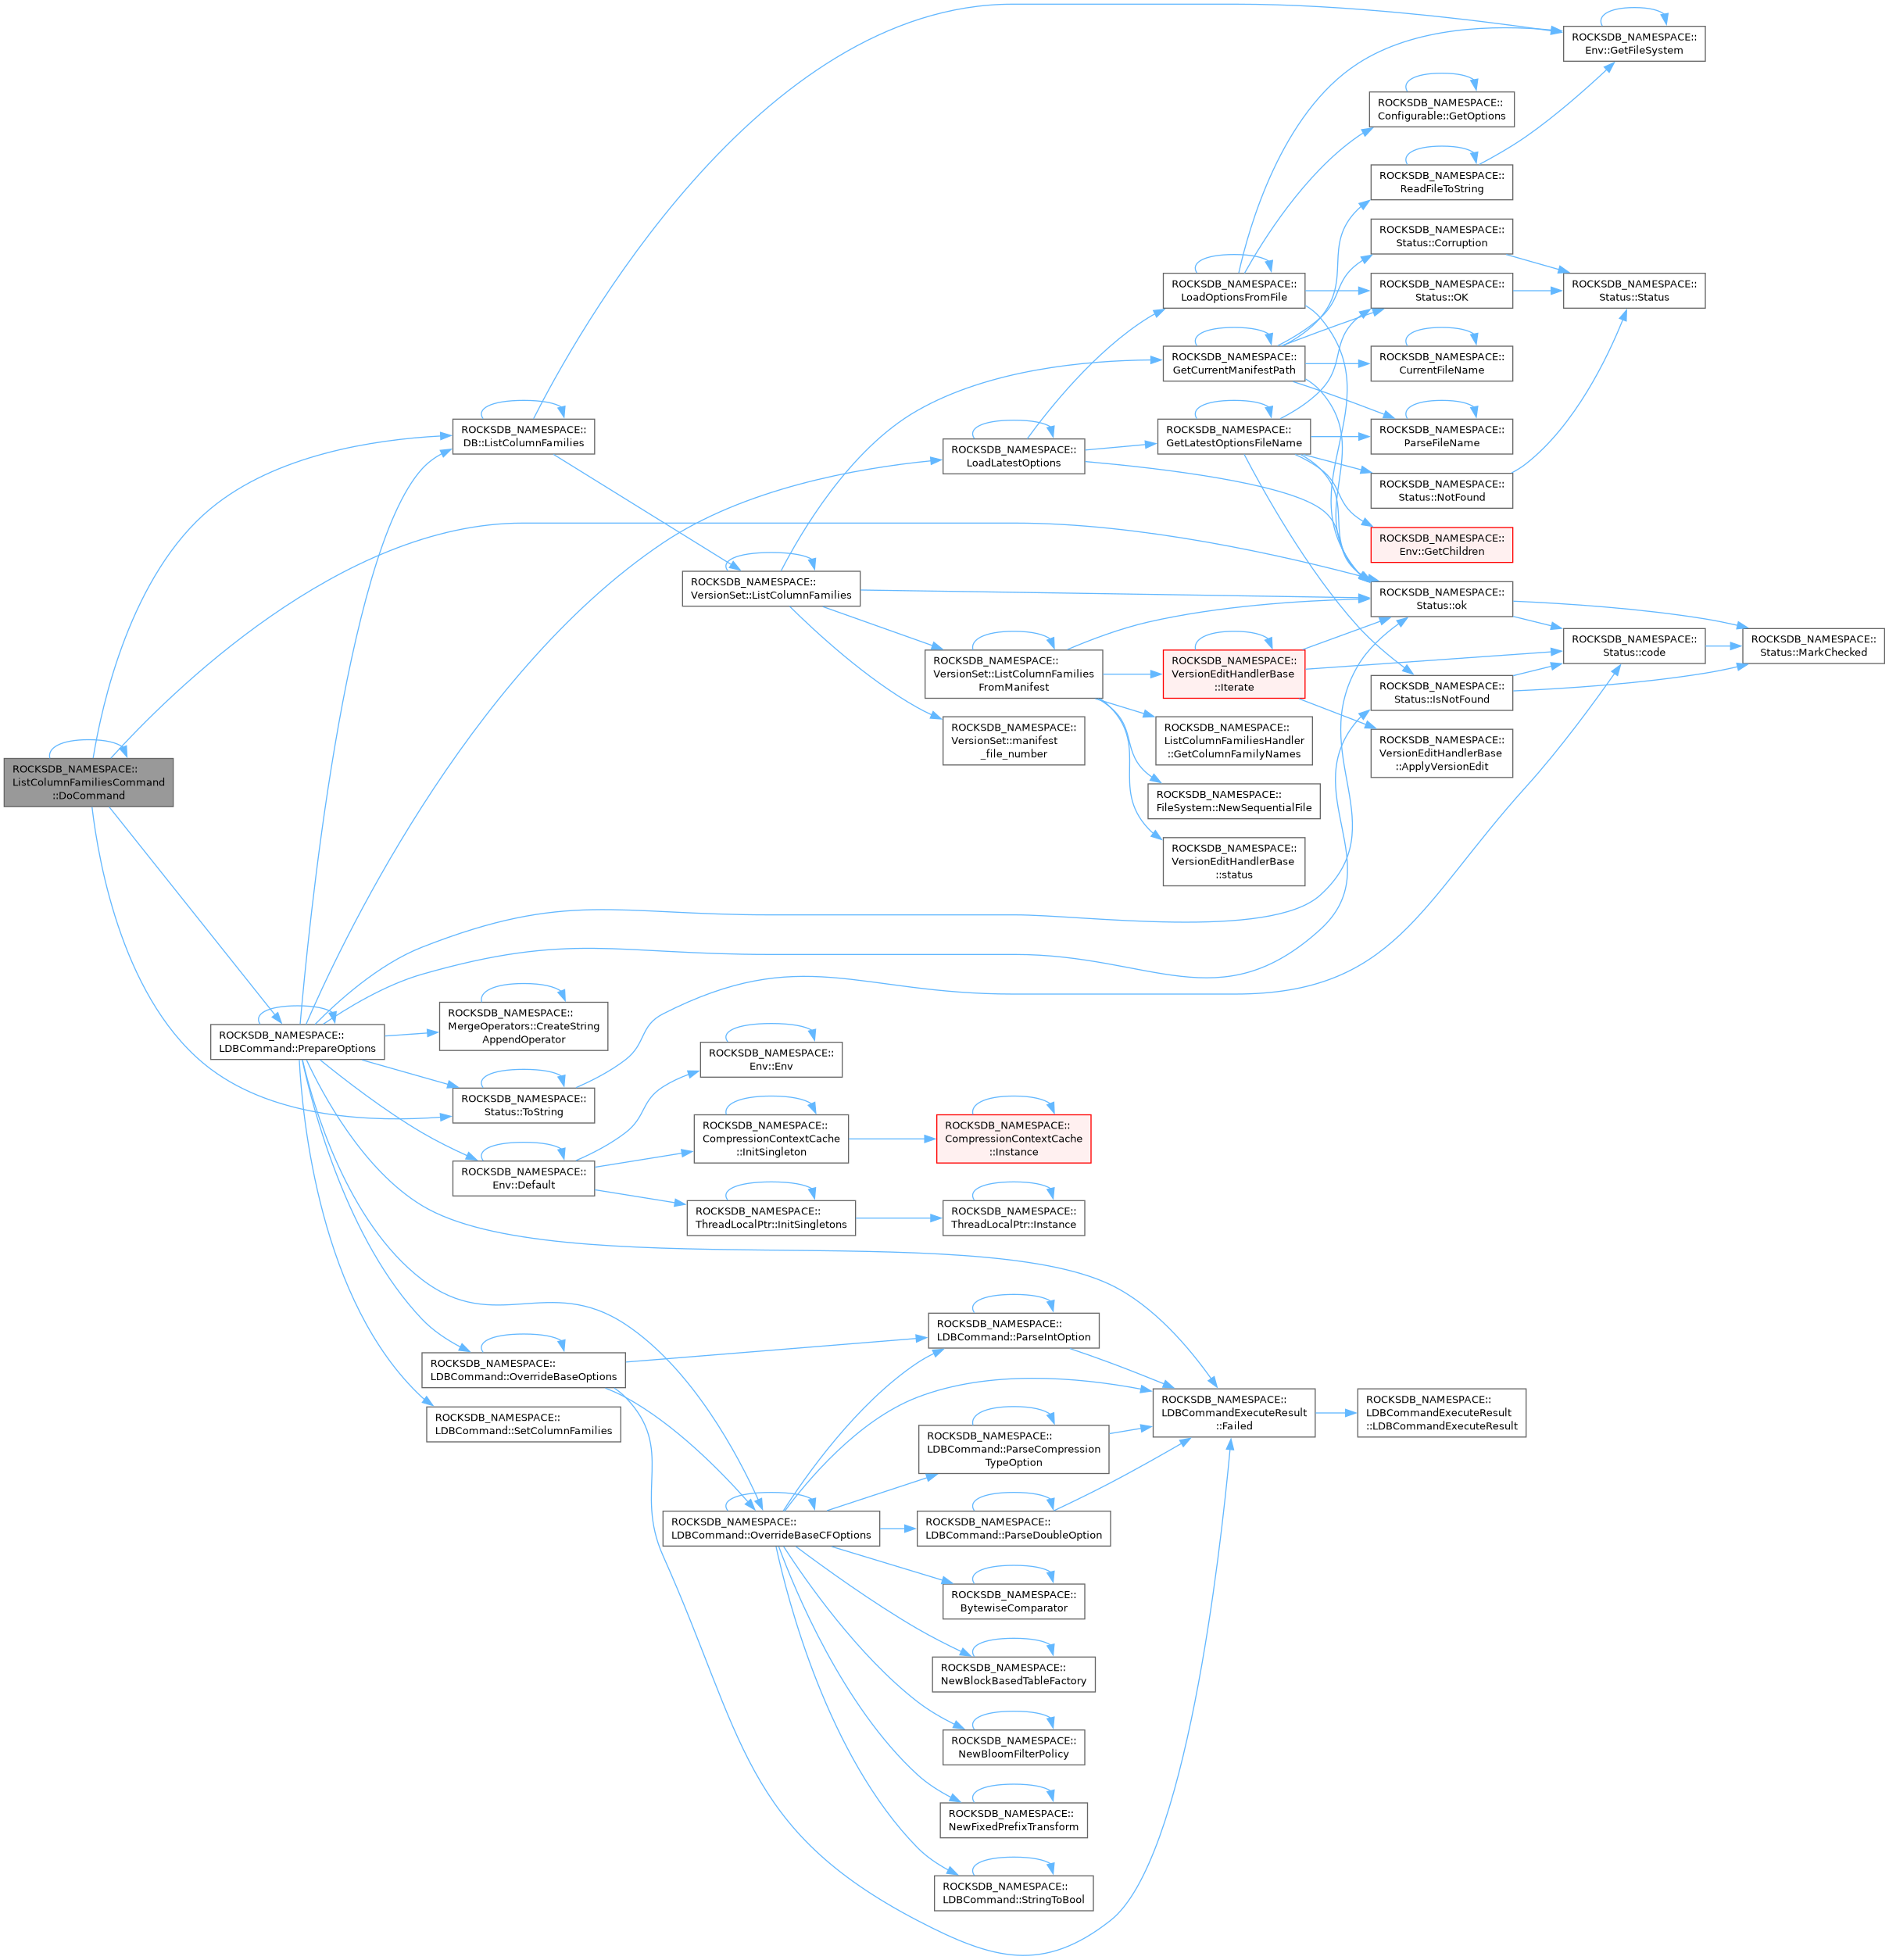 ROCKSDB_NAMESPACE::
ListColumnFamiliesCommand
::DoCommand
ROCKSDB_NAMESPACE::
DB::ListColumnFamilies
ROCKSDB_NAMESPACE::
Env::GetFileSystem
ROCKSDB_NAMESPACE::
VersionSet::ListColumnFamilies
ROCKSDB_NAMESPACE::
GetCurrentManifestPath
ROCKSDB_NAMESPACE::
Status::Corruption
ROCKSDB_NAMESPACE::
Status::Status
ROCKSDB_NAMESPACE::
CurrentFileName
ROCKSDB_NAMESPACE::
Status::OK
ROCKSDB_NAMESPACE::
Status::ok
ROCKSDB_NAMESPACE::
Status::code
ROCKSDB_NAMESPACE::
Status::MarkChecked
ROCKSDB_NAMESPACE::
ParseFileName
ROCKSDB_NAMESPACE::
ReadFileToString
ROCKSDB_NAMESPACE::
VersionSet::ListColumnFamilies
FromManifest
ROCKSDB_NAMESPACE::
ListColumnFamiliesHandler
::GetColumnFamilyNames
ROCKSDB_NAMESPACE::
VersionEditHandlerBase
::Iterate
ROCKSDB_NAMESPACE::
VersionEditHandlerBase
::ApplyVersionEdit
ROCKSDB_NAMESPACE::
FileSystem::NewSequentialFile
ROCKSDB_NAMESPACE::
VersionEditHandlerBase
::status
ROCKSDB_NAMESPACE::
VersionSet::manifest
_file_number
ROCKSDB_NAMESPACE::
LDBCommand::PrepareOptions
ROCKSDB_NAMESPACE::
MergeOperators::CreateString
AppendOperator
ROCKSDB_NAMESPACE::
Env::Default
ROCKSDB_NAMESPACE::
Env::Env
ROCKSDB_NAMESPACE::
CompressionContextCache
::InitSingleton
ROCKSDB_NAMESPACE::
CompressionContextCache
::Instance
ROCKSDB_NAMESPACE::
ThreadLocalPtr::InitSingletons
ROCKSDB_NAMESPACE::
ThreadLocalPtr::Instance
ROCKSDB_NAMESPACE::
LDBCommandExecuteResult
::Failed
ROCKSDB_NAMESPACE::
LDBCommandExecuteResult
::LDBCommandExecuteResult
ROCKSDB_NAMESPACE::
Status::IsNotFound
ROCKSDB_NAMESPACE::
LoadLatestOptions
ROCKSDB_NAMESPACE::
GetLatestOptionsFileName
ROCKSDB_NAMESPACE::
Env::GetChildren
ROCKSDB_NAMESPACE::
Status::NotFound
ROCKSDB_NAMESPACE::
LoadOptionsFromFile
ROCKSDB_NAMESPACE::
Configurable::GetOptions
ROCKSDB_NAMESPACE::
LDBCommand::OverrideBaseCFOptions
ROCKSDB_NAMESPACE::
BytewiseComparator
ROCKSDB_NAMESPACE::
NewBlockBasedTableFactory
ROCKSDB_NAMESPACE::
NewBloomFilterPolicy
ROCKSDB_NAMESPACE::
NewFixedPrefixTransform
ROCKSDB_NAMESPACE::
LDBCommand::ParseCompression
TypeOption
ROCKSDB_NAMESPACE::
LDBCommand::ParseDoubleOption
ROCKSDB_NAMESPACE::
LDBCommand::ParseIntOption
ROCKSDB_NAMESPACE::
LDBCommand::StringToBool
ROCKSDB_NAMESPACE::
LDBCommand::OverrideBaseOptions
ROCKSDB_NAMESPACE::
LDBCommand::SetColumnFamilies
ROCKSDB_NAMESPACE::
Status::ToString